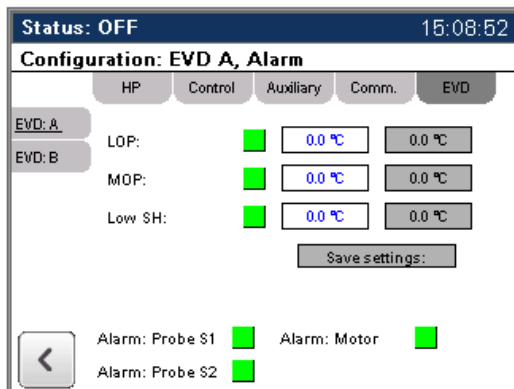 Status: OFF 15:08:52
Configuration: EVD A, Alarm
HP Control Auxiliary Comm. EVD
EVD: A
EVD: B
LOP: 0.0 °C 0.0 °C
MOP: 0.0 °C 0.0 °C
Low SH: 0.0 °C 0.0 °C
Save settings:
Alarm: Probe S1 Alarm: Motor
Alarm: Probe S2